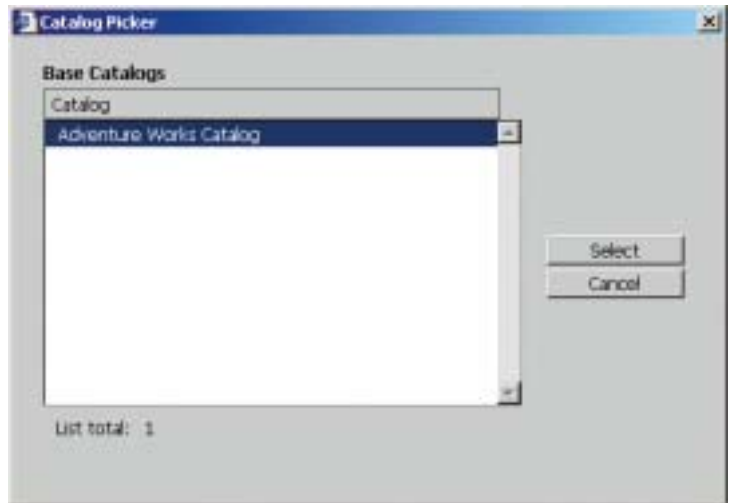 Catalog Picker
Base Catalogs
Catalog
Adventure Works Catalog
Select
Cancel
List total: 1